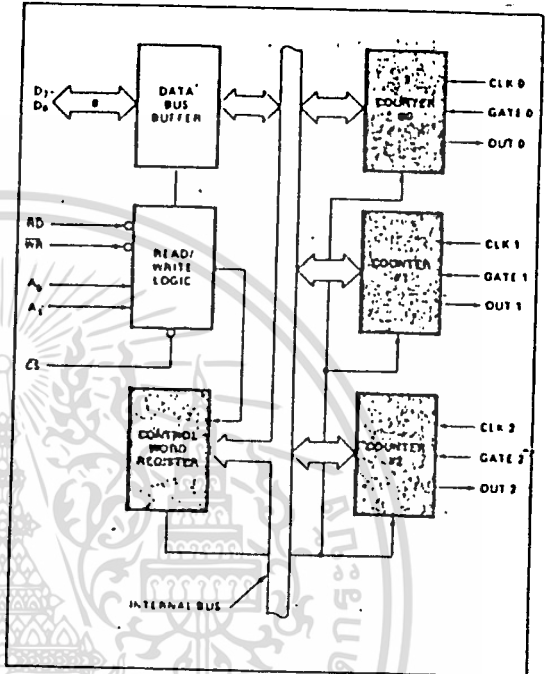 D7-
D0
8
DATA
BUS
BUFFER
COUNTER
#0
CLK 0
GATE 0
OUT 0
RD
WR
A0
A1
CS
READ/
WRITE
LOGIC
COUNTER
#1
CLK 1
GATE 1
OUT 1
CONTROL
WORD
REGISTER
COUNTER
#2
CLK 2
GATE 2
OUT 2
INTERNAL BUS